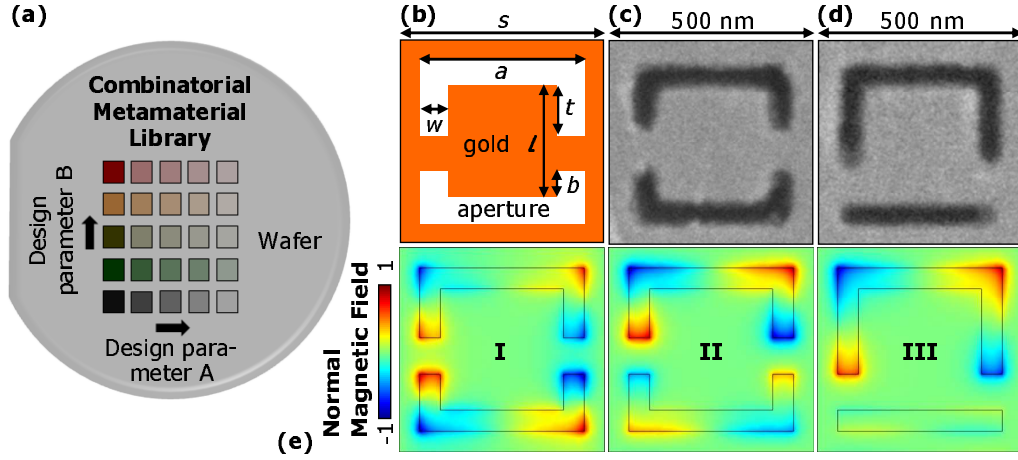 (a)
Combinatorial
Metamaterial
Library
Design
parameter B
Wafer
Design para-
meter A
(b)
s
a
w
t
gold
l
b
aperture
(c)
500 nm
(d)
500 nm
(e)
Normal
Magnetic Field
-1
1
I
II
III